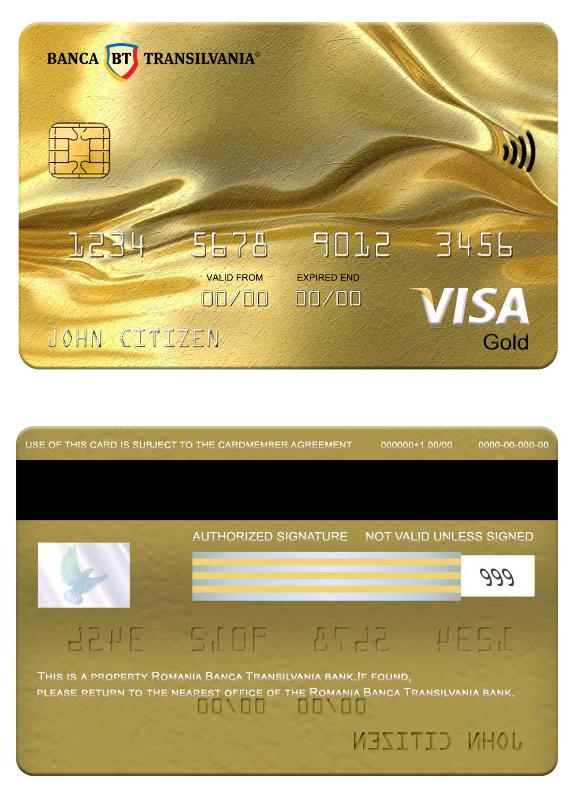 BANCA BT TRANSILVANIA®
1234 5678 9012 3456
VALID FROM EXPIRED END
00/00 00/00
VISA
JOHN CITIZEN
Gold
USE OF THIS CARD IS SUBJECT TO THE CARDMEMBER AGREEMENT 000000+1 00/00 0000-00-000-00
AUTHORIZED SIGNATURE NOT VALID UNLESS SIGNED
999
3456 9012 5678 1234
THIS IS A PROPERTY ROMANIA BANCA TRANSILVANIA BANK.IF FOUND,
PLEASE RETURN TO THE NEAREST OFFICE OF THE ROMANIA BANCA TRANSILVANIA BANK.
00/00 00/00
JOHN CITIZEN